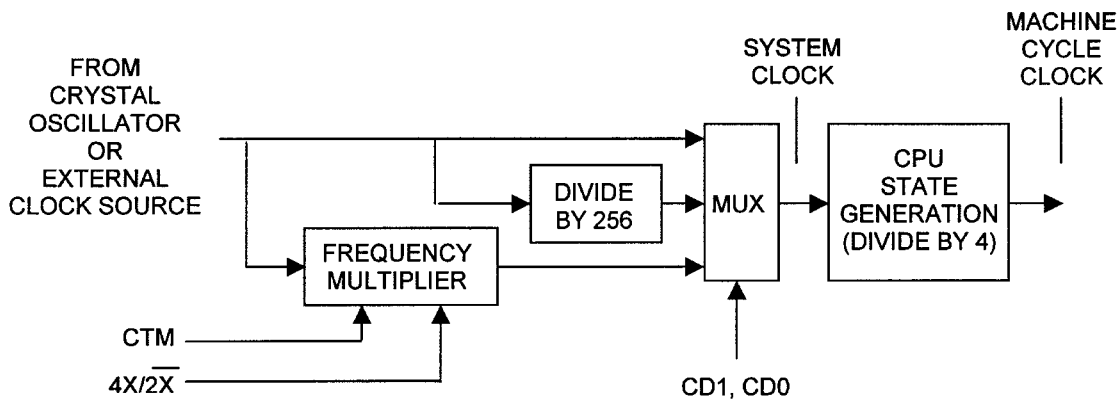 FROM
CRYSTAL
OSCILLATOR
OR
EXTERNAL
CLOCK SOURCE
SYSTEM
CLOCK
MACHINE
CYCLE
CLOCK
DIVIDE
BY 256
MUX
CPU
STATE
GENERATION
(DIVIDE BY 4)
FREQUENCY
MULTIPLIER
CTM
4X/2X̅
CD1, CD0